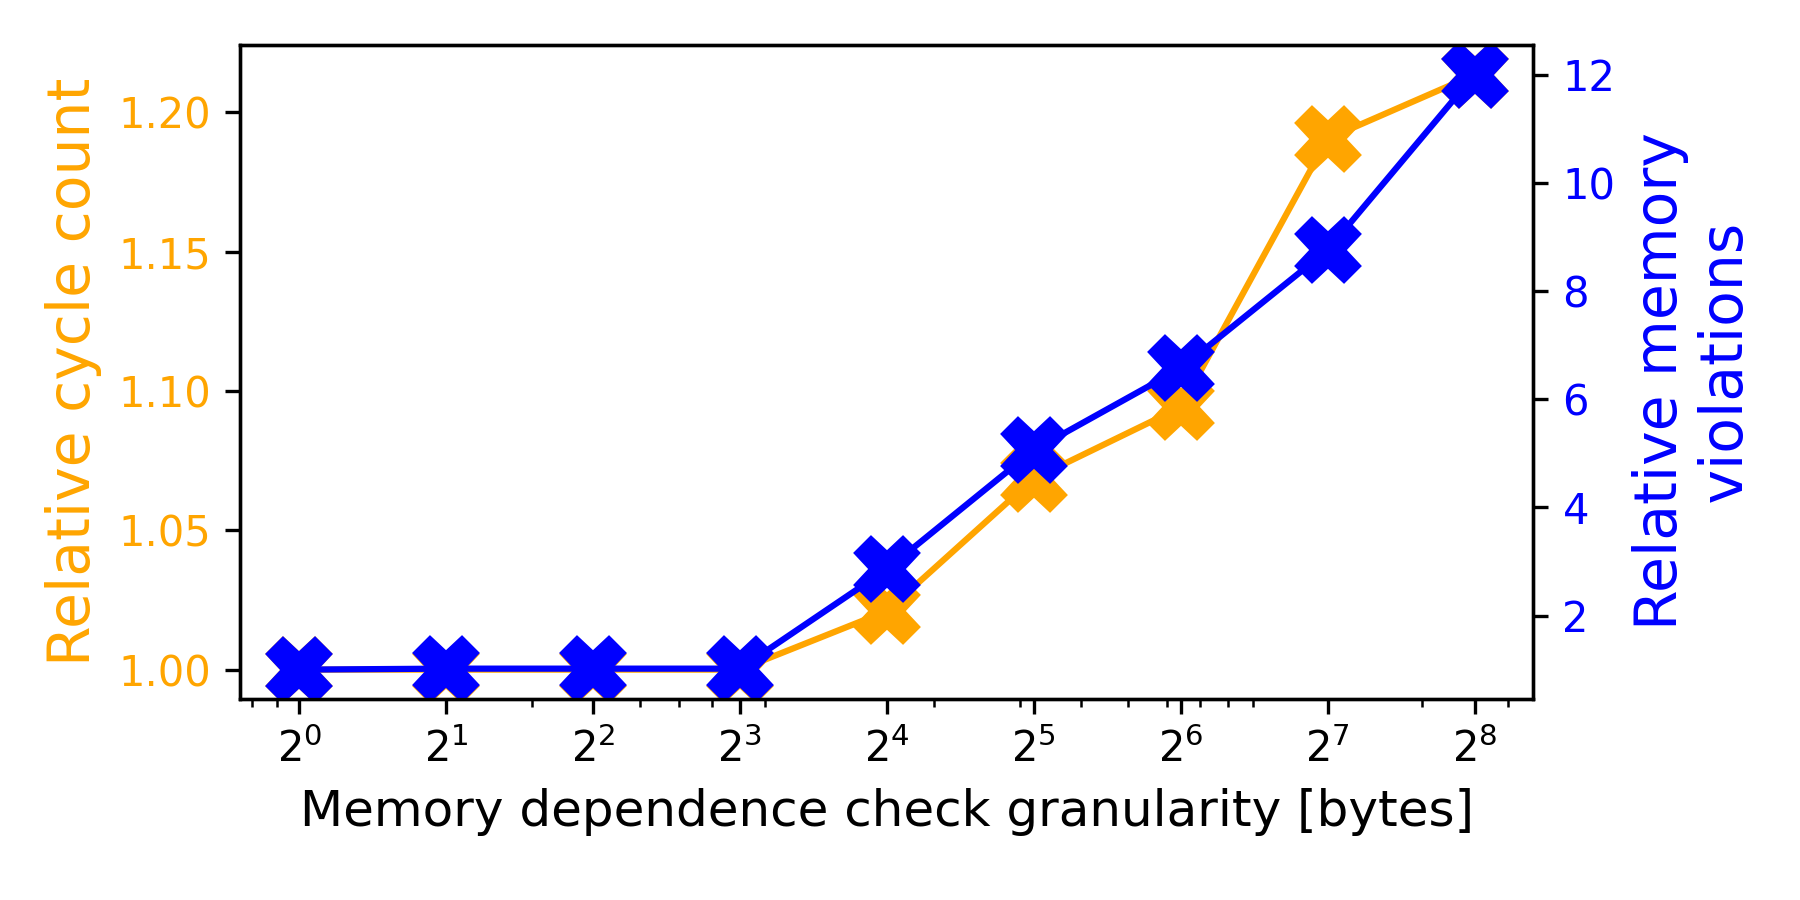 Relative cycle count
1.20
1.15
1.10
1.05
1.00
12
10
8
6
4
2
Relative memory
violations
2⁰ 2¹ 2² 2³ 2⁴ 2⁵ 2⁶ 2⁷ 2⁸
Memory dependence check granularity [bytes]